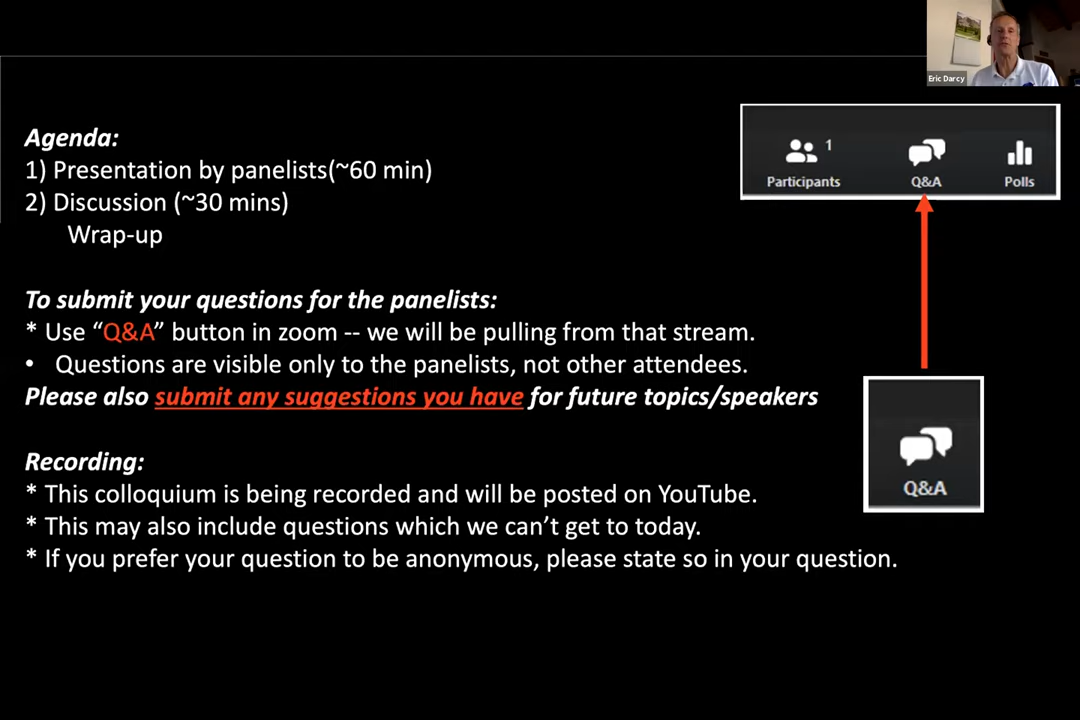 Eric Darcy
Agenda:
1) Presentation by panelists(~60 min)
2) Discussion (~30 mins)
Wrap-up
1
Participants
Q&A
Polls
To submit your questions for the panelists:
* Use “Q&A” button in zoom -- we will be pulling from that stream.
• Questions are visible only to the panelists, not other attendees.
Please also submit any suggestions you have for future topics/speakers
Q&A
Recording:
* This colloquium is being recorded and will be posted on YouTube.
* This may also include questions which we can’t get to today.
* If you prefer your question to be anonymous, please state so in your question.